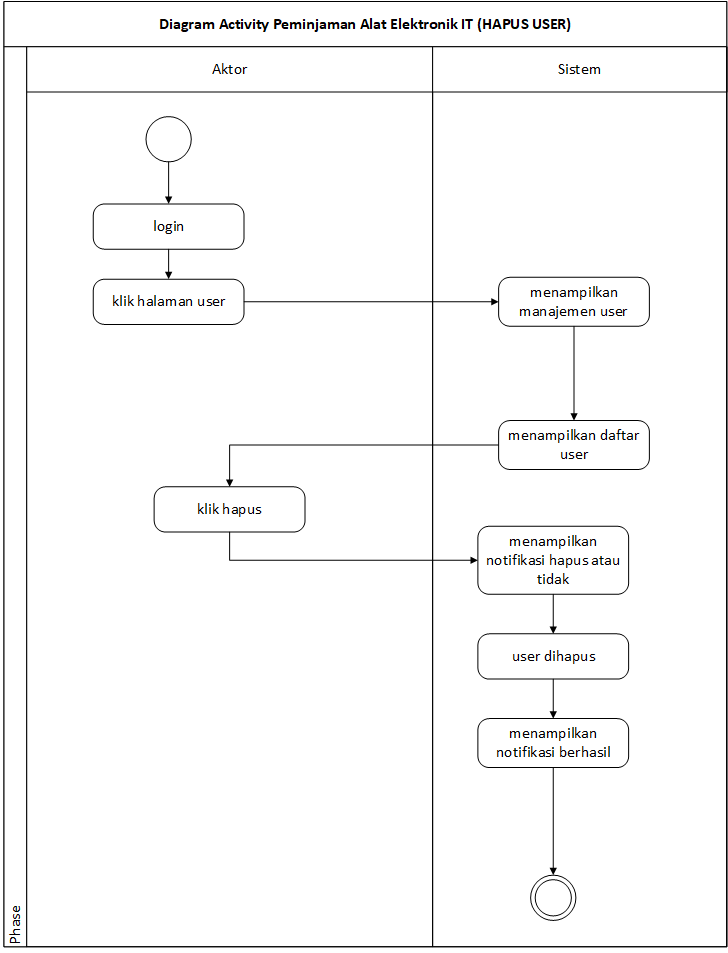 Diagram Activity Peminjaman Alat Elektronik IT (HAPUS USER)
Aktor
Sistem
login
klik halaman user
menampilkan
manajemen user
menampilkan daftar
user
klik hapus
menampilkan
notifikasi hapus atau
tidak
user dihapus
menampilkan
notifikasi berhasil
Phase